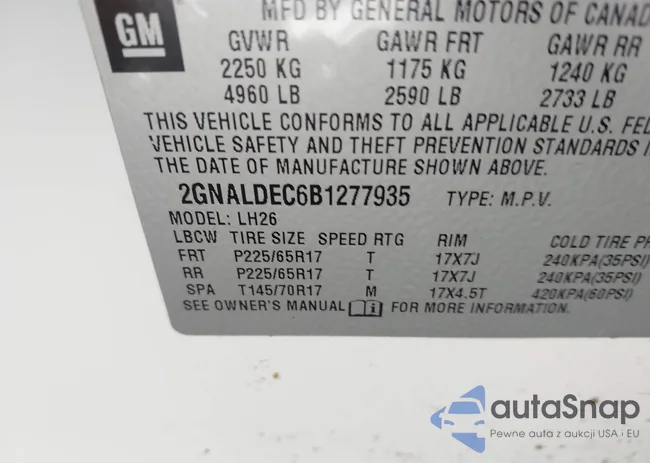 GM
MFD BY GENERAL MOTORS OF CANAD
GVWR GAWR FRT GAWR RR
2250 KG 1175 KG 1240 KG
4960 LB 2590 LB 2733 LB
THIS VEHICLE CONFORMS TO ALL APPLICABLE U.S. FED
VEHICLE SAFETY AND THEFT PREVENTION STANDARDS I
THE DATE OF MANUFACTURE SHOWN ABOVE.
2GNALDEC6B1277935 TYPE: M.P.V.
MODEL: LH26
LBCW TIRE SIZE SPEED RTG RIM COLD TIRE P
FRT P225/65R17 T 17X7J 240KPA(35PSI)
RR P225/65R17 T 17X7J 240KPA(35PSI)
SPA T145/70R17 M 17X4.5T 420KPA(60PSI)
SEE OWNER'S MANUAL FOR MORE INFORMATION.
autaSnap
Pewne auta z aukcji USA i EU